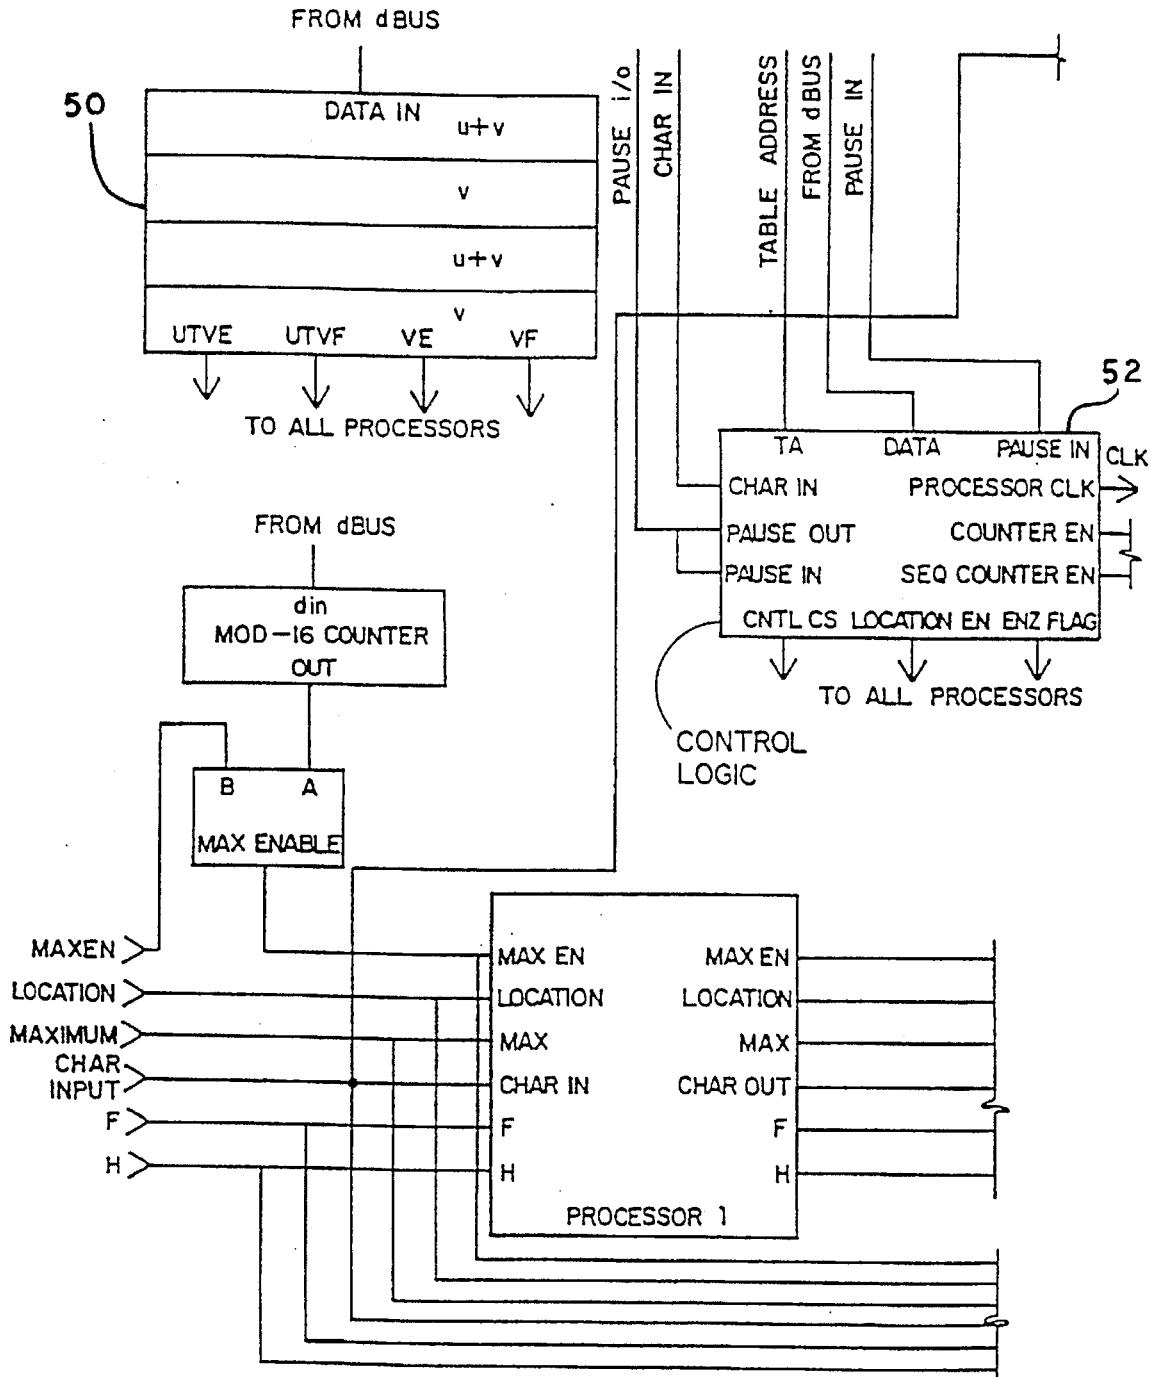 FROM dBUS
50
DATA IN
u+v
v
u+v
v
UTVE UTVF VE VF
TO ALL PROCESSORS
PAUSE i/o
CHAR IN
TABLE ADDRESS
FROM dBUS
PAUSE IN
52
TA DATA PAUSE IN
CLK
CHAR IN PROCESSOR CLK
PAUSE OUT COUNTER EN
PAUSE IN SEQ COUNTER EN
CNTL CS LOCATION EN ENZ FLAG
TO ALL PROCESSORS
CONTROL
LOGIC
FROM dBUS
din
MOD-16 COUNTER
OUT
B A
MAX ENABLE
MAXEN
LOCATION
MAXIMUM
CHAR
INPUT
F
H
MAX EN MAX EN
LOCATION LOCATION
MAX MAX
CHAR IN CHAR OUT
F F
H H
PROCESSOR 1